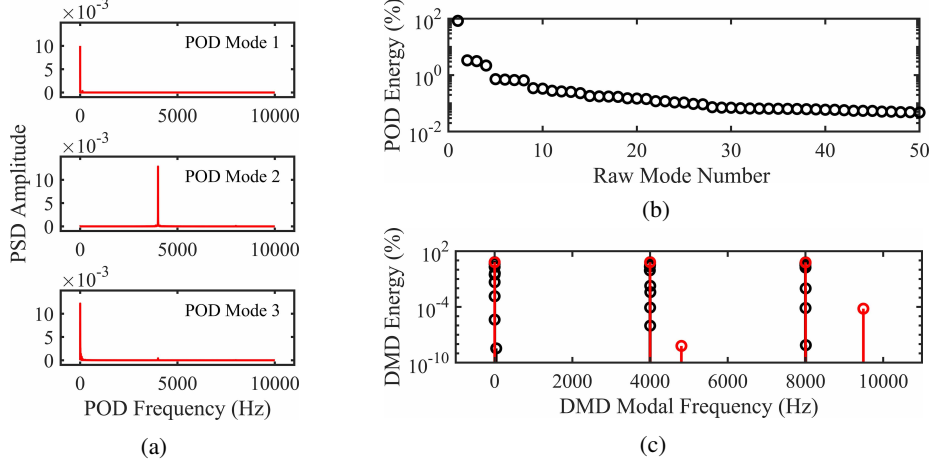 ×10⁻³
10
5
0
POD Mode 1
0 5000 10000
×10⁻³
10
5
0
POD Mode 2
0 5000 10000
×10⁻³
10
5
0
POD Mode 3
0 5000 10000
PSD Amplitude
POD Frequency (Hz)
(a)
POD Energy (%)
10²
10⁰
10⁻²
0 10 20 30 40 50
Raw Mode Number
(b)
DMD Energy (%)
10²
10⁻⁴
10⁻¹⁰
0 2000 4000 6000 8000 10000
DMD Modal Frequency (Hz)
(c)